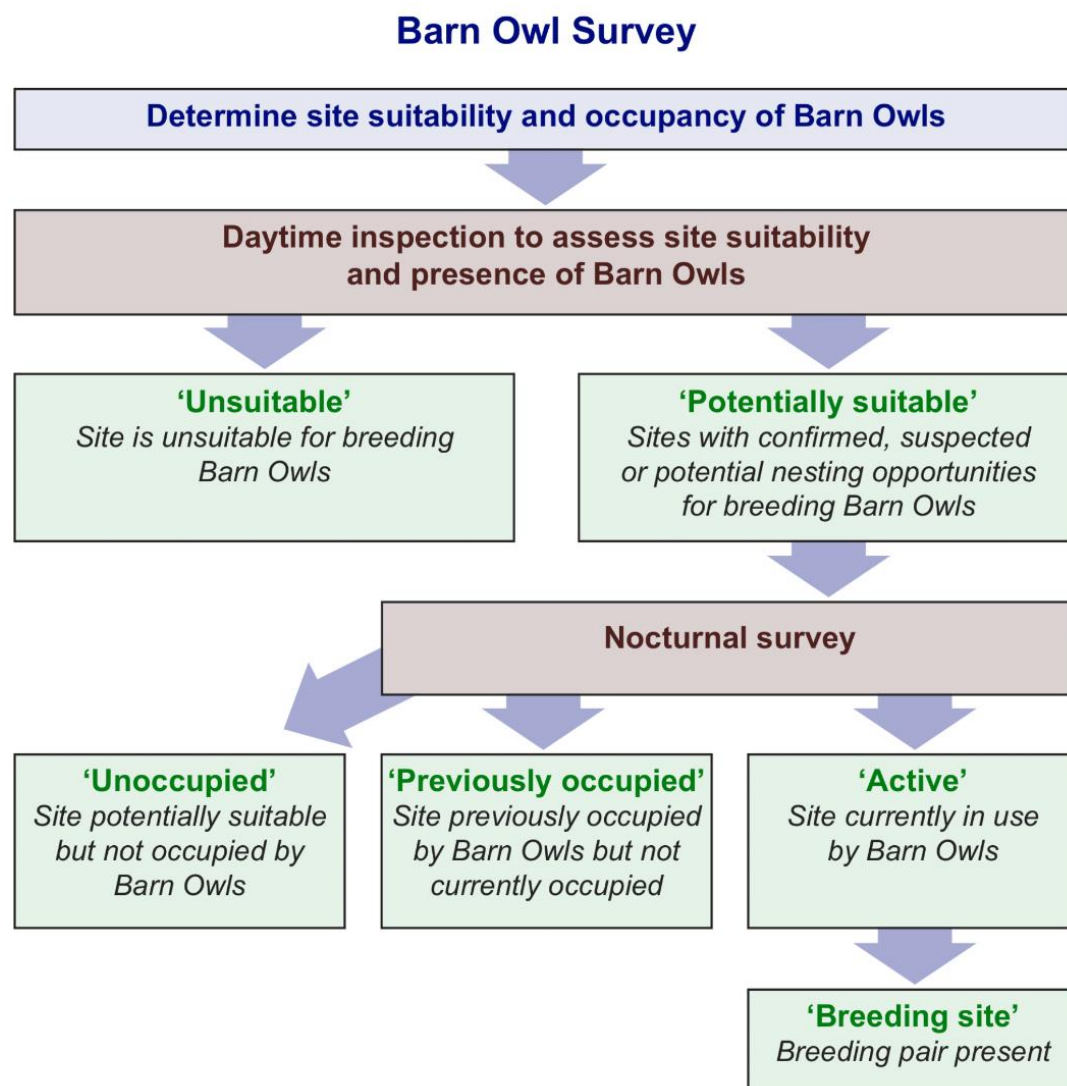 Barn Owl Survey
Determine site suitability and occupancy of Barn Owls
Daytime inspection to assess site suitability
and presence of Barn Owls
‘Unsuitable’
Site is unsuitable for breeding
Barn Owls
‘Potentially suitable’
Sites with confirmed, suspected
or potential nesting opportunities
for breeding Barn Owls
Nocturnal survey
‘Unoccupied’
Site potentially suitable
but not occupied by
Barn Owls
‘Previously occupied’
Site previously occupied
by Barn Owls but not
currently occupied
‘Active’
Site currently in use
by Barn Owls
‘Breeding site’
Breeding pair present